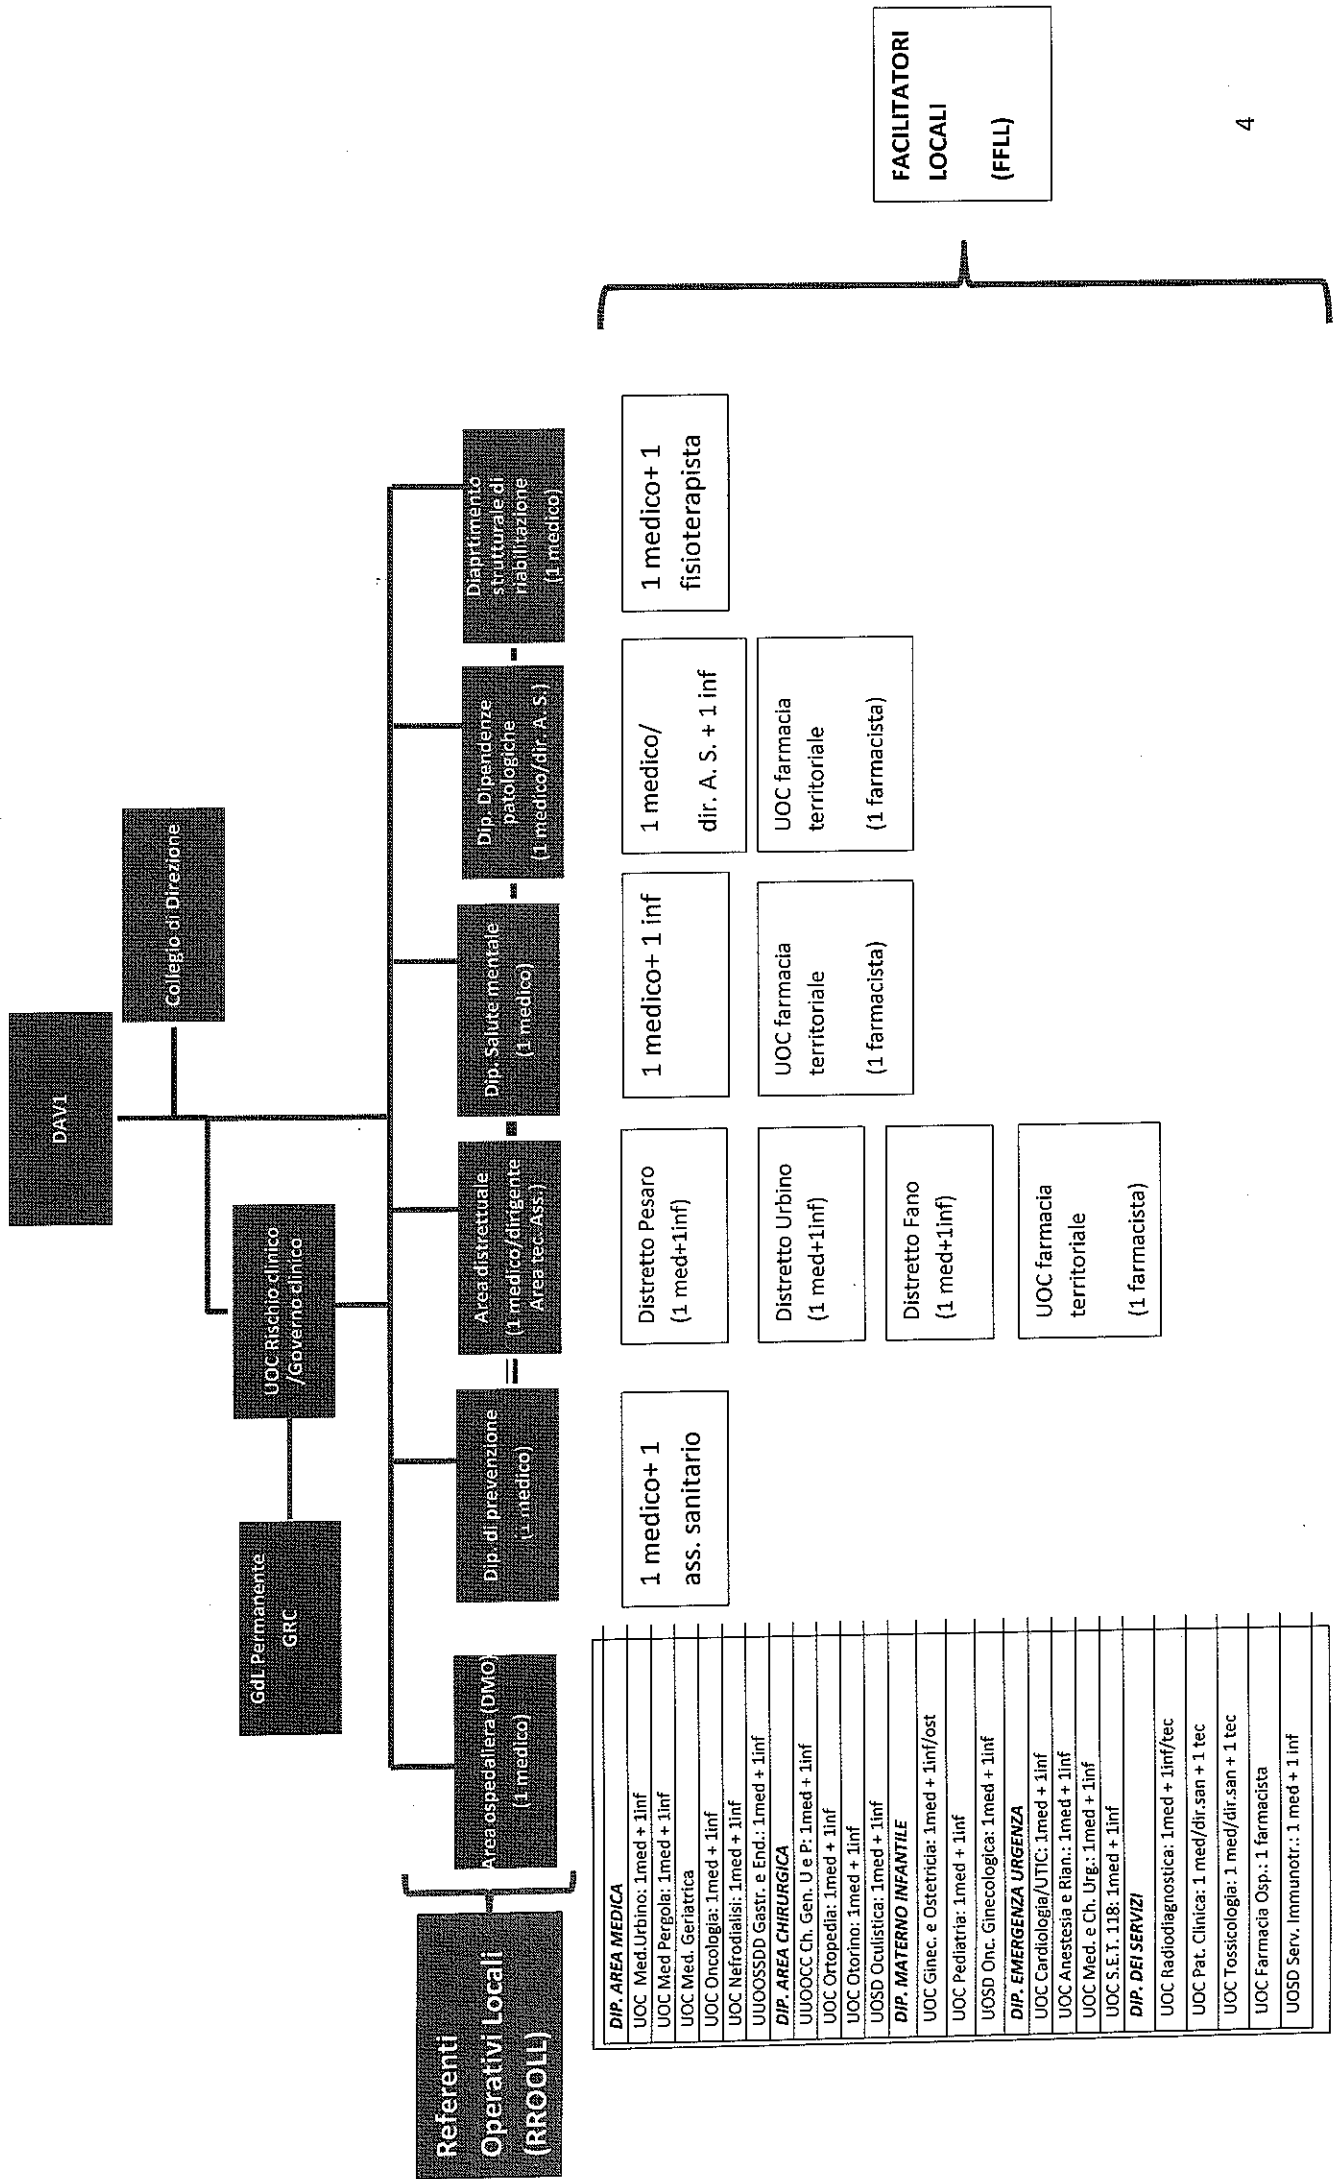 DAV1
Collegio di Direzione
UOC Rischio clinico
/Governo clinico
GdL Permanente
GRC
Referenti
Operativi Locali
(RROOLL)
Area ospedaliera (DMO)
(1 medico)
Dip. di prevenzione
(1 medico)
Area distrettuale
(1 medico/dirigente
Area tec. Ass.)
Dip. Salute mentale
(1 medico)
Dip. Dipendenze
patologiche
(1 medico/dir. A. S.)
Diaprtimento
strutturale di
riabilitazione
(1 medico)
DIP. AREA MEDICA
UOC Med.Urbino: 1med + 1inf
UOC Med Pergola: 1med + 1inf
UOC Med. Geriatrica
UOC Oncologia: 1med + 1inf
UOC Nefrodialisi: 1med + 1inf
UUOOSSDD Gastr. e End.: 1med + 1inf
DIP. AREA CHIRURGICA
UUOOCC Ch. Gen. U e P: 1med + 1inf
UOC Ortopedia: 1med + 1inf
UOC Otorino: 1med + 1inf
UOSD Oculistica: 1med + 1inf
DIP. MATERNO INFANTILE
UOC Ginec. e Ostetricia: 1med + 1inf/ost
UOC Pediatria: 1med + 1inf
UOSD Onc. Ginecologica: 1med + 1inf
DIP. EMERGENZA URGENZA
UOC Cardiologia/UTIC: 1med + 1inf
UOC Anestesia e Rian.: 1med + 1inf
UOC Med. e Ch. Urg.: 1med + 1inf
UOC S.E.T. 118: 1med + 1inf
DIP. DEI SERVIZI
UOC Radiodiagnostica: 1med + 1inf/tec
UOC Pat. Clinica: 1 med/dir.san + 1 tec
UOC Tossicologia: 1 med/dir.san + 1 tec
UOC Farmacia Osp.: 1 farmacista
UOSD Serv. Immunotr.: 1 med + 1 inf
1 medico+ 1
ass. sanitario
Distretto Pesaro
(1 med+1inf)
Distretto Urbino
(1 med+1inf)
Distretto Fano
(1 med+1inf)
UOC farmacia
territoriale
(1 farmacista)
1 medico+ 1 inf
UOC farmacia
territoriale
(1 farmacista)
1 medico/
dir. A. S. + 1 inf
UOC farmacia
territoriale
(1 farmacista)
1 medico+ 1
fisioterapista
FACILITATORI
LOCALI
(FFLL)
4